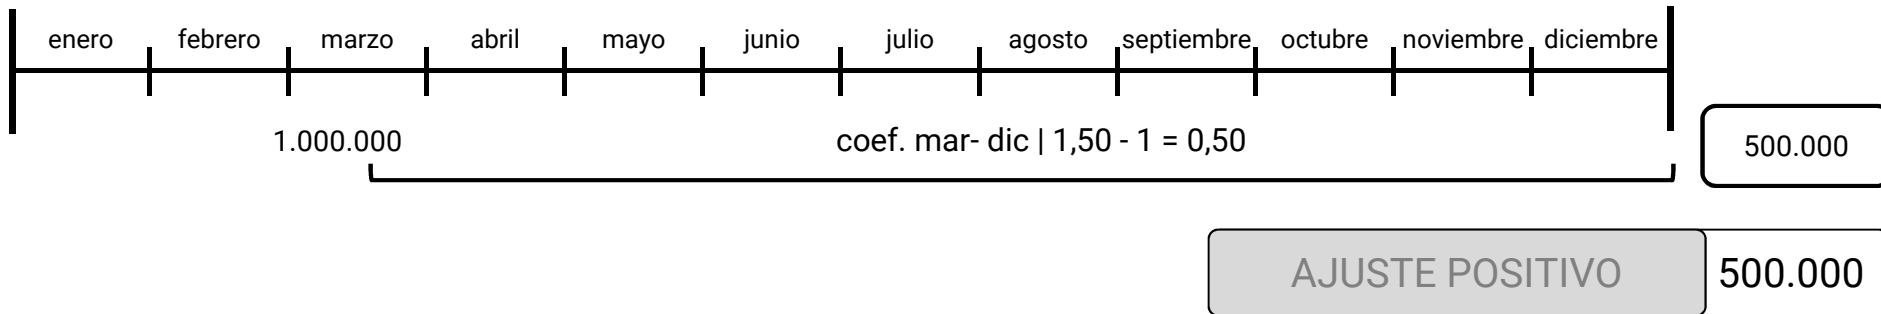 enero febrero marzo abril mayo junio julio agosto septiembre octubre noviembre diciembre
1.000.000 coef. mar- dic | 1,50 - 1 = 0,50 500.000
AJUSTE POSITIVO 500.000